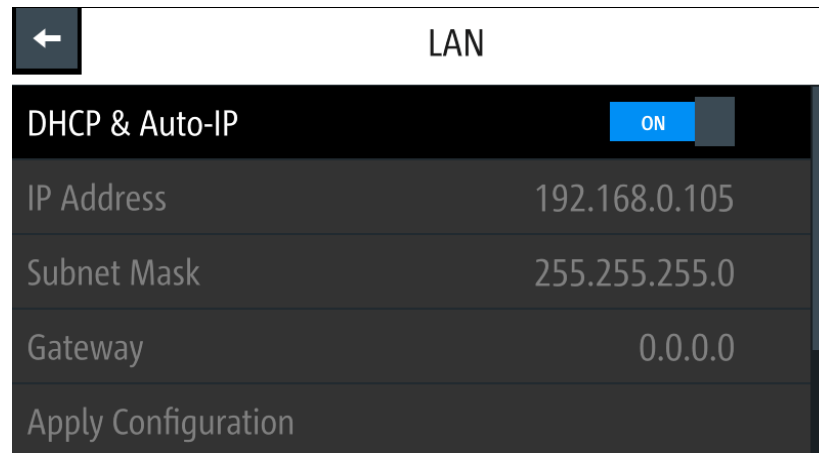 LAN
DHCP & Auto-IP ON
IP Address 192.168.0.105
Subnet Mask 255.255.255.0
Gateway 0.0.0.0
Apply Configuration